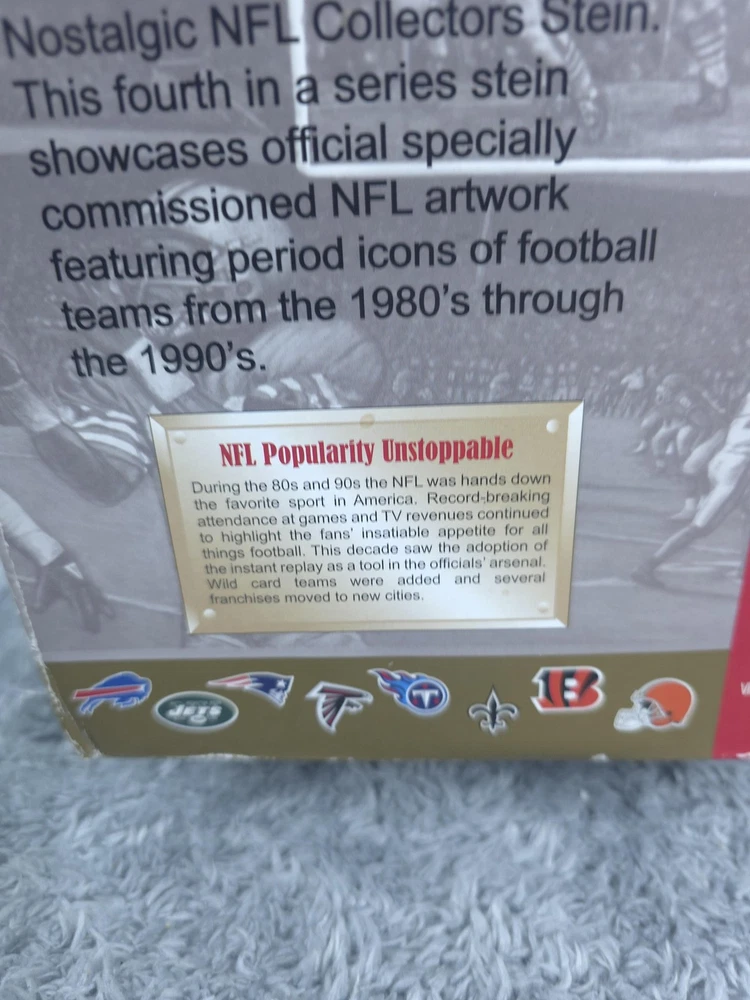 Nostalgic NFL Collectors Stein.
This fourth in a series stein
showcases official specially
commissioned NFL artwork
featuring period icons of football
teams from the 1980's through
the 1990's.
NFL Popularity Unstoppable
During the 80s and 90s the NFL was hands down
the favorite sport in America. Record-breaking
attendance at games and TV revenues continued
to highlight the fans' insatiable appetite for all
things football. This decade saw the adoption of
the instant replay as a tool in the officials' arsenal.
Wild card teams were added and several
franchises moved to new cities.
JETS
T
B